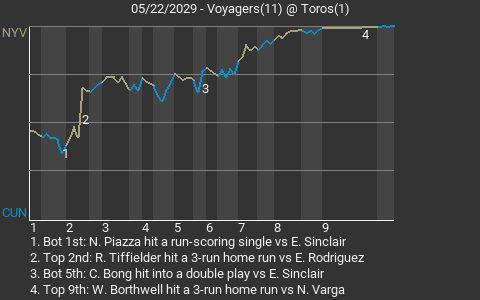 05/22/2029 - Voyagers(11) @ Toros(1)
NYV
4
3
2
1
CUN
1 2 3 4 5 6 7 8 9
1. Bot 1st: N. Piazza hit a run-scoring single vs E. Sinclair
2. Top 2nd: R. Tiffielder hit a 3-run home run vs E. Rodriguez
3. Bot 5th: C. Bong hit into a double play vs E. Sinclair
4. Top 9th: W. Borthwell hit a 3-run home run vs N. Varga